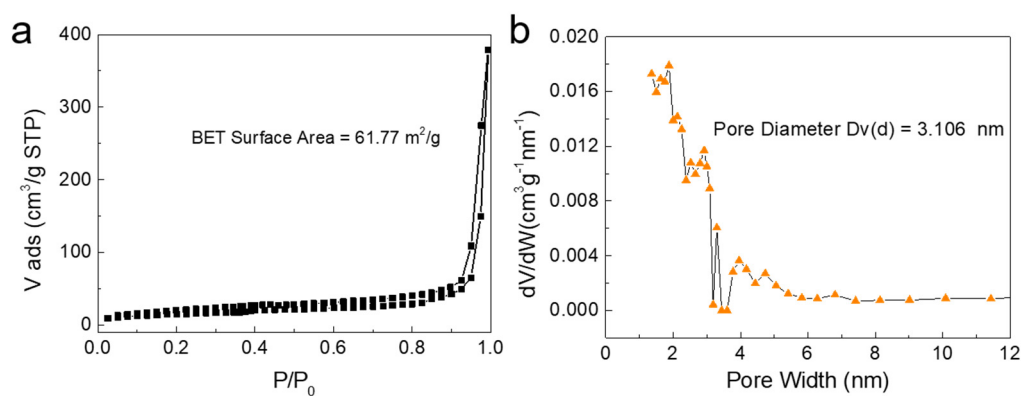 a
400
300
200
100
0
V ads (cm³/g STP)
BET Surface Area = 61.77 m²/g
0.0 0.2 0.4 0.6 0.8 1.0
P/P₀
b
0.020
0.016
0.012
0.008
0.004
0.000
dV/dW(cm³g⁻¹nm⁻¹)
Pore Diameter Dv(d) = 3.106 nm
0 2 4 6 8 10 12
Pore Width (nm)